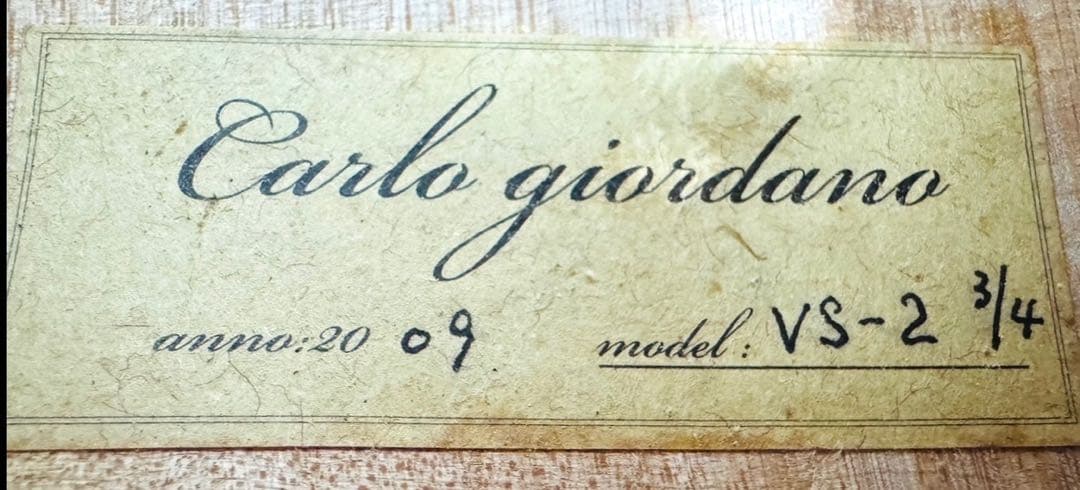 Carlo giordano
anno:20 09 model: VS-2 3/4